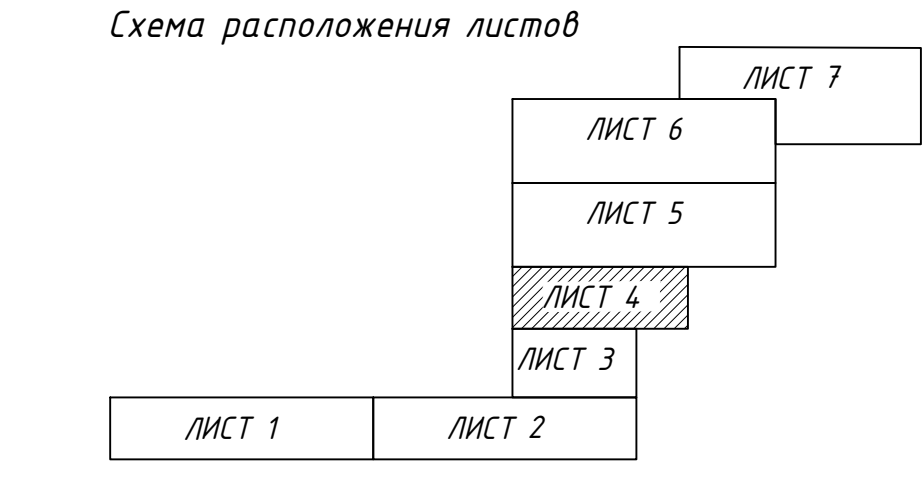 Схема расположения листов
ЛИСТ 7
ЛИСТ 6
ЛИСТ 5
ЛИСТ 4
ЛИСТ 3
ЛИСТ 1
ЛИСТ 2